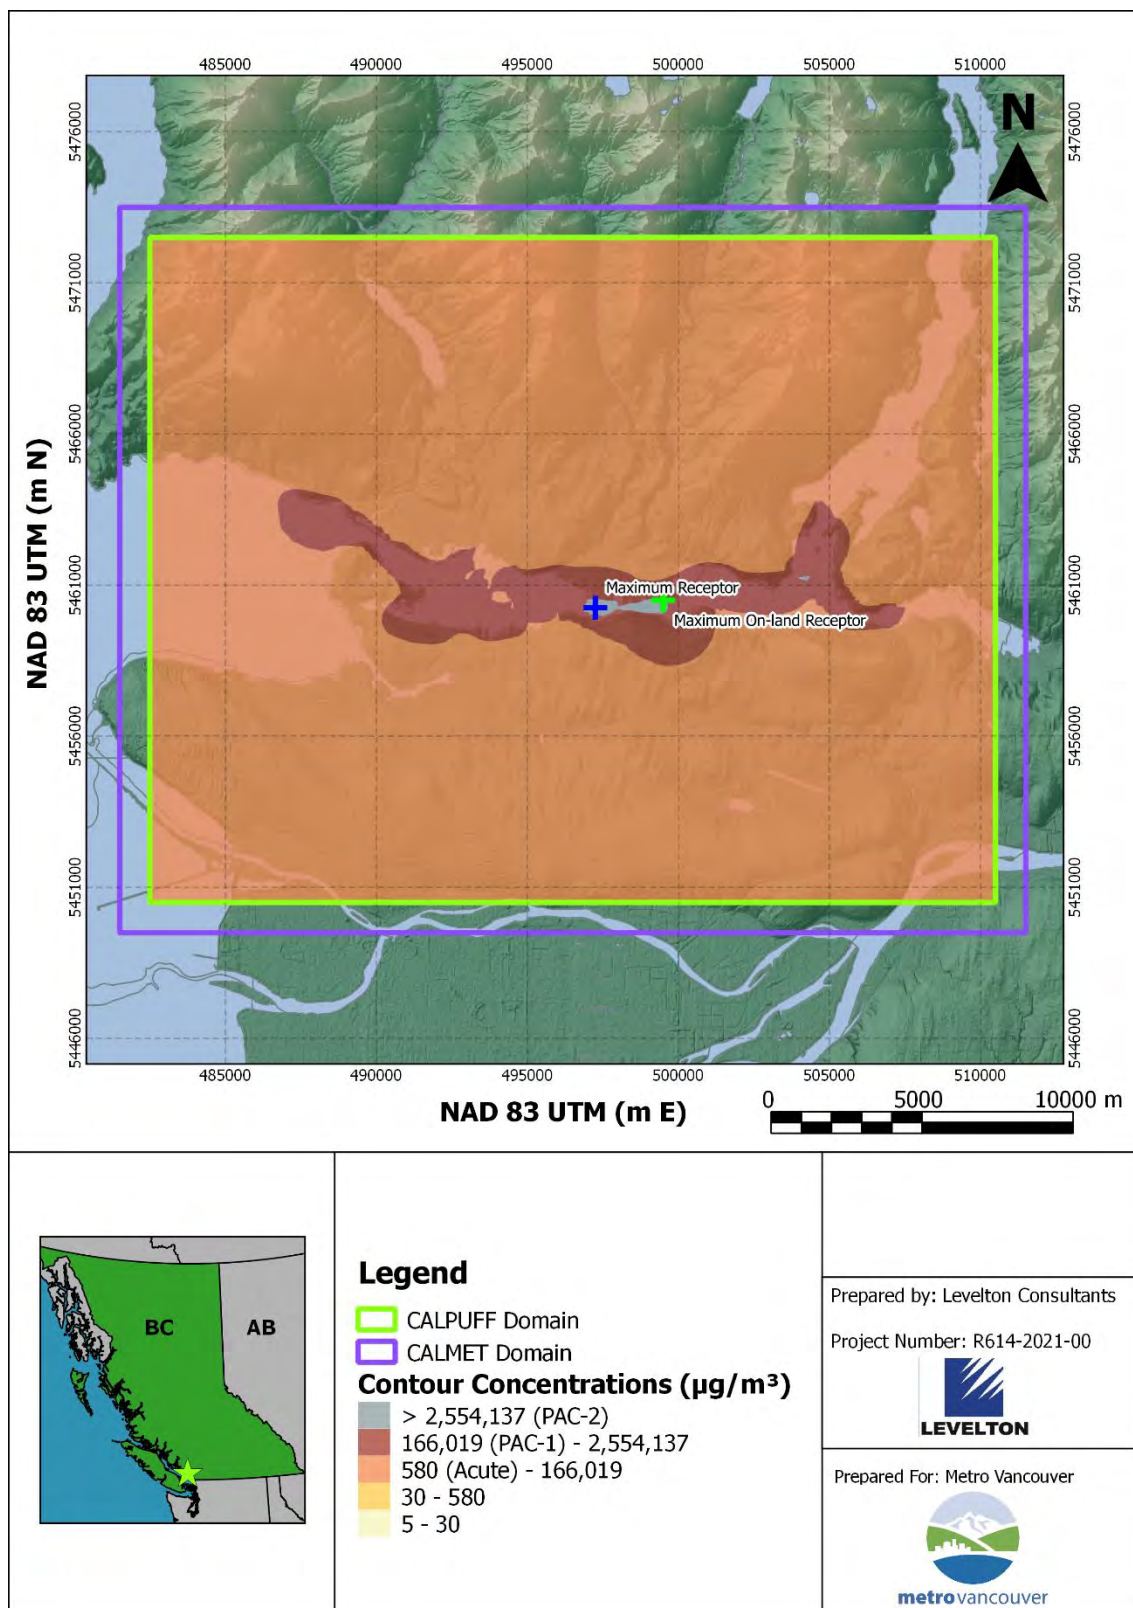 485000 490000 495000 500000 505000 510000
N
5476000 5476000
5471000 5471000
5466000 5466000
NAD 83 UTM (m N)
5461000 5461000
Maximum Receptor
Maximum On-land Receptor
5456000 5456000
5451000 5451000
5446000 5446000
485000 490000 495000 500000 505000 510000
NAD 83 UTM (m E)
0 5000 10000 m
BC AB
Legend
CALPUFF Domain
CALMET Domain
Contour Concentrations (µg/m³)
> 2,554,137 (PAC-2)
166,019 (PAC-1) - 2,554,137
580 (Acute) - 166,019
30 - 580
5 - 30
Prepared by: Levelton Consultants
Project Number: R614-2021-00
LEVELTON
Prepared For: Metro Vancouver
metrovancouver